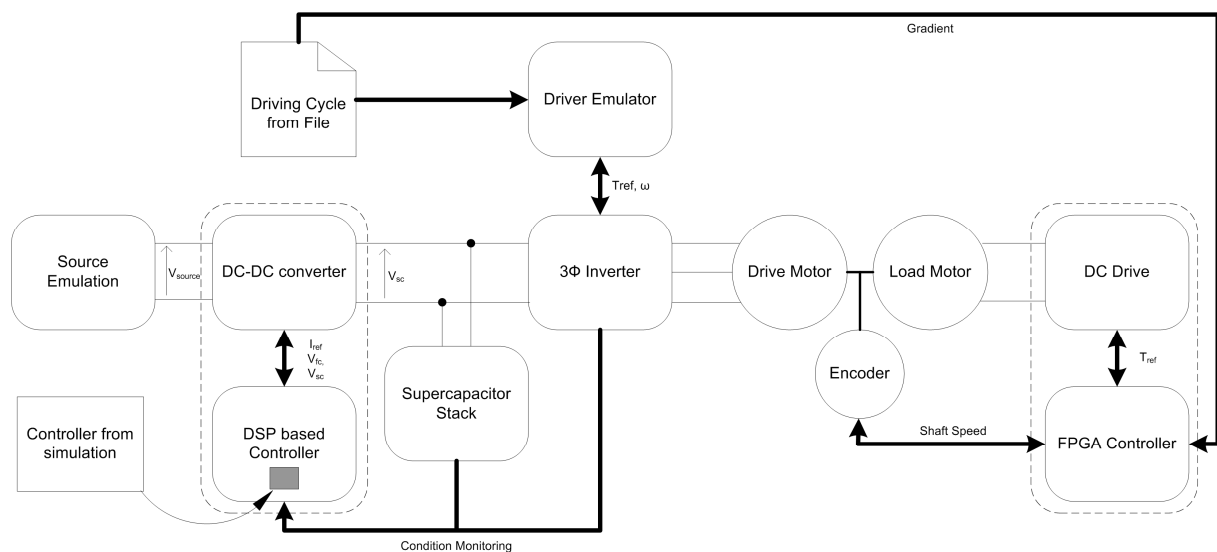 Gradient
Driving Cycle
from File
Driver Emulator
Tref, ω
Source
Emulation
Vsource
DC-DC converter
Vsc
3Φ Inverter
Drive Motor
Load Motor
DC Drive
Iref
Vfc,
Vsc
Supercapacitor
Stack
Encoder
Tref
Controller from
simulation
DSP based
Controller
Shaft Speed
FPGA Controller
Condition Monitoring